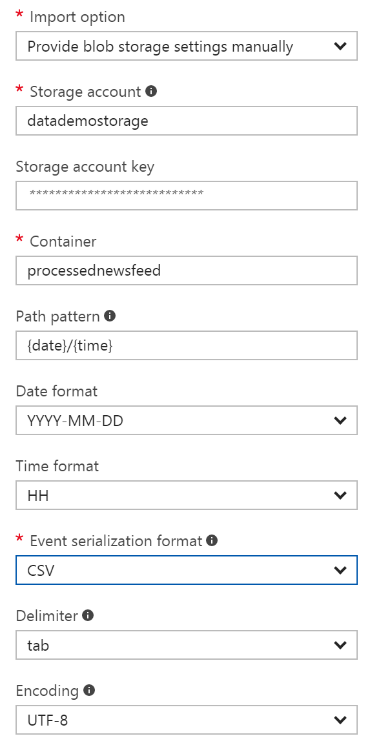 * Import option
Provide blob storage settings manually
* Storage account
datademostorage
Storage account key
***************************
* Container
processednewsfeed
Path pattern
{date}/{time}
Date format
YYYY-MM-DD
Time format
HH
* Event serialization format
CSV
Delimiter
tab
Encoding
UTF-8